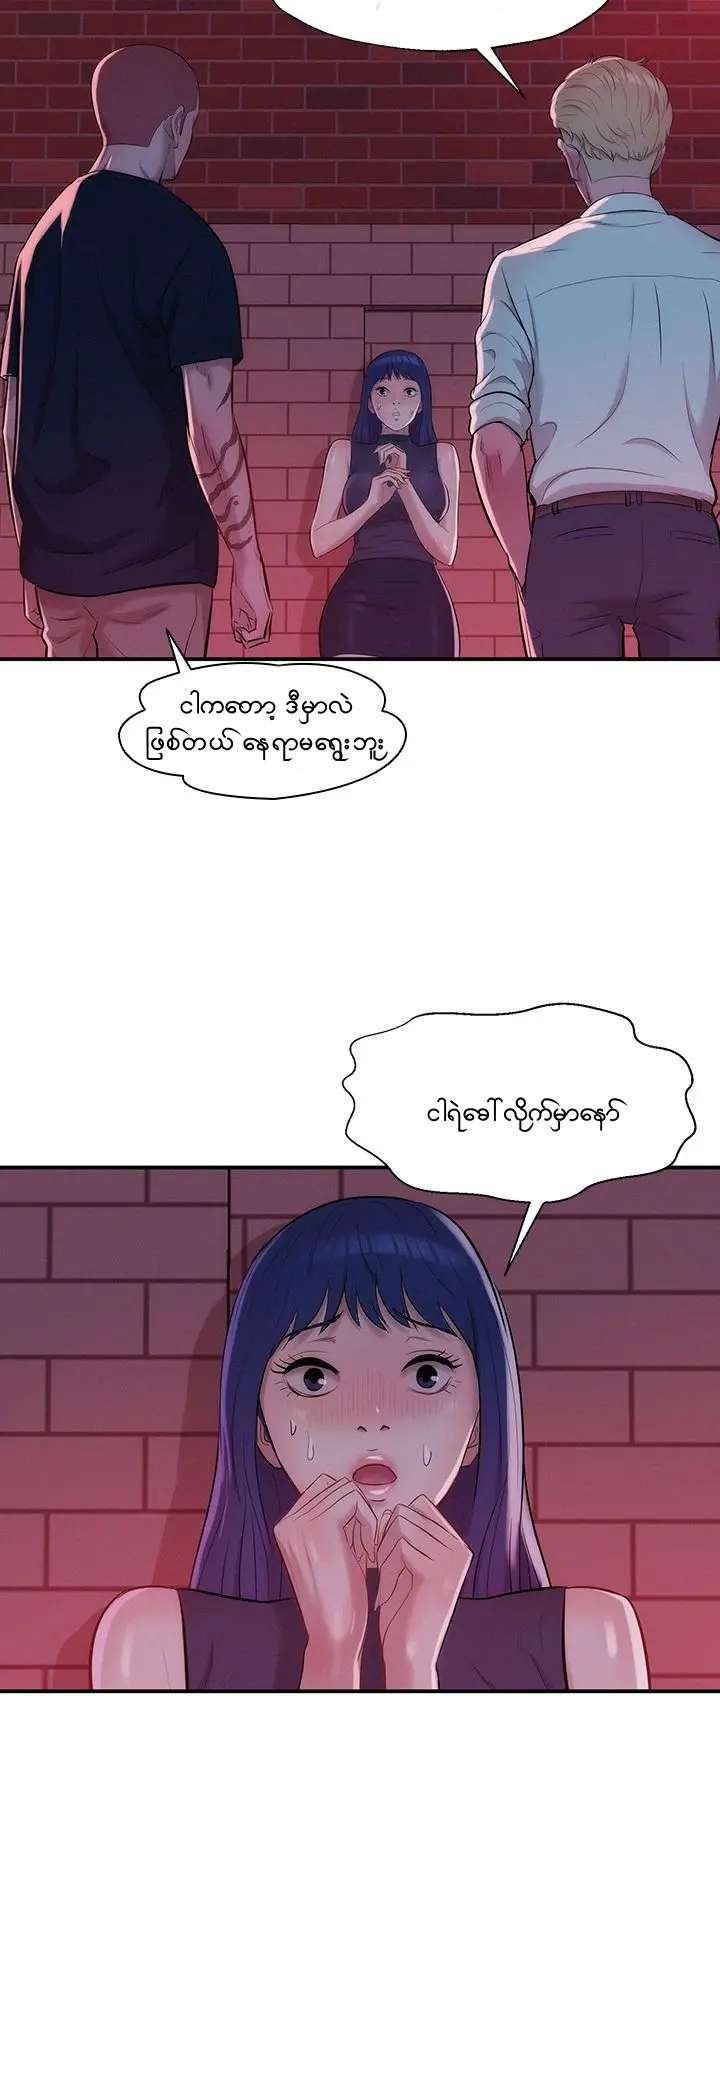 ငါကတော့ ဒီမှာလဲ
ဖြစ်တယ် နေရာမရွေးဘူး
ငါရဲခေါ်လိုက်မှာနော်